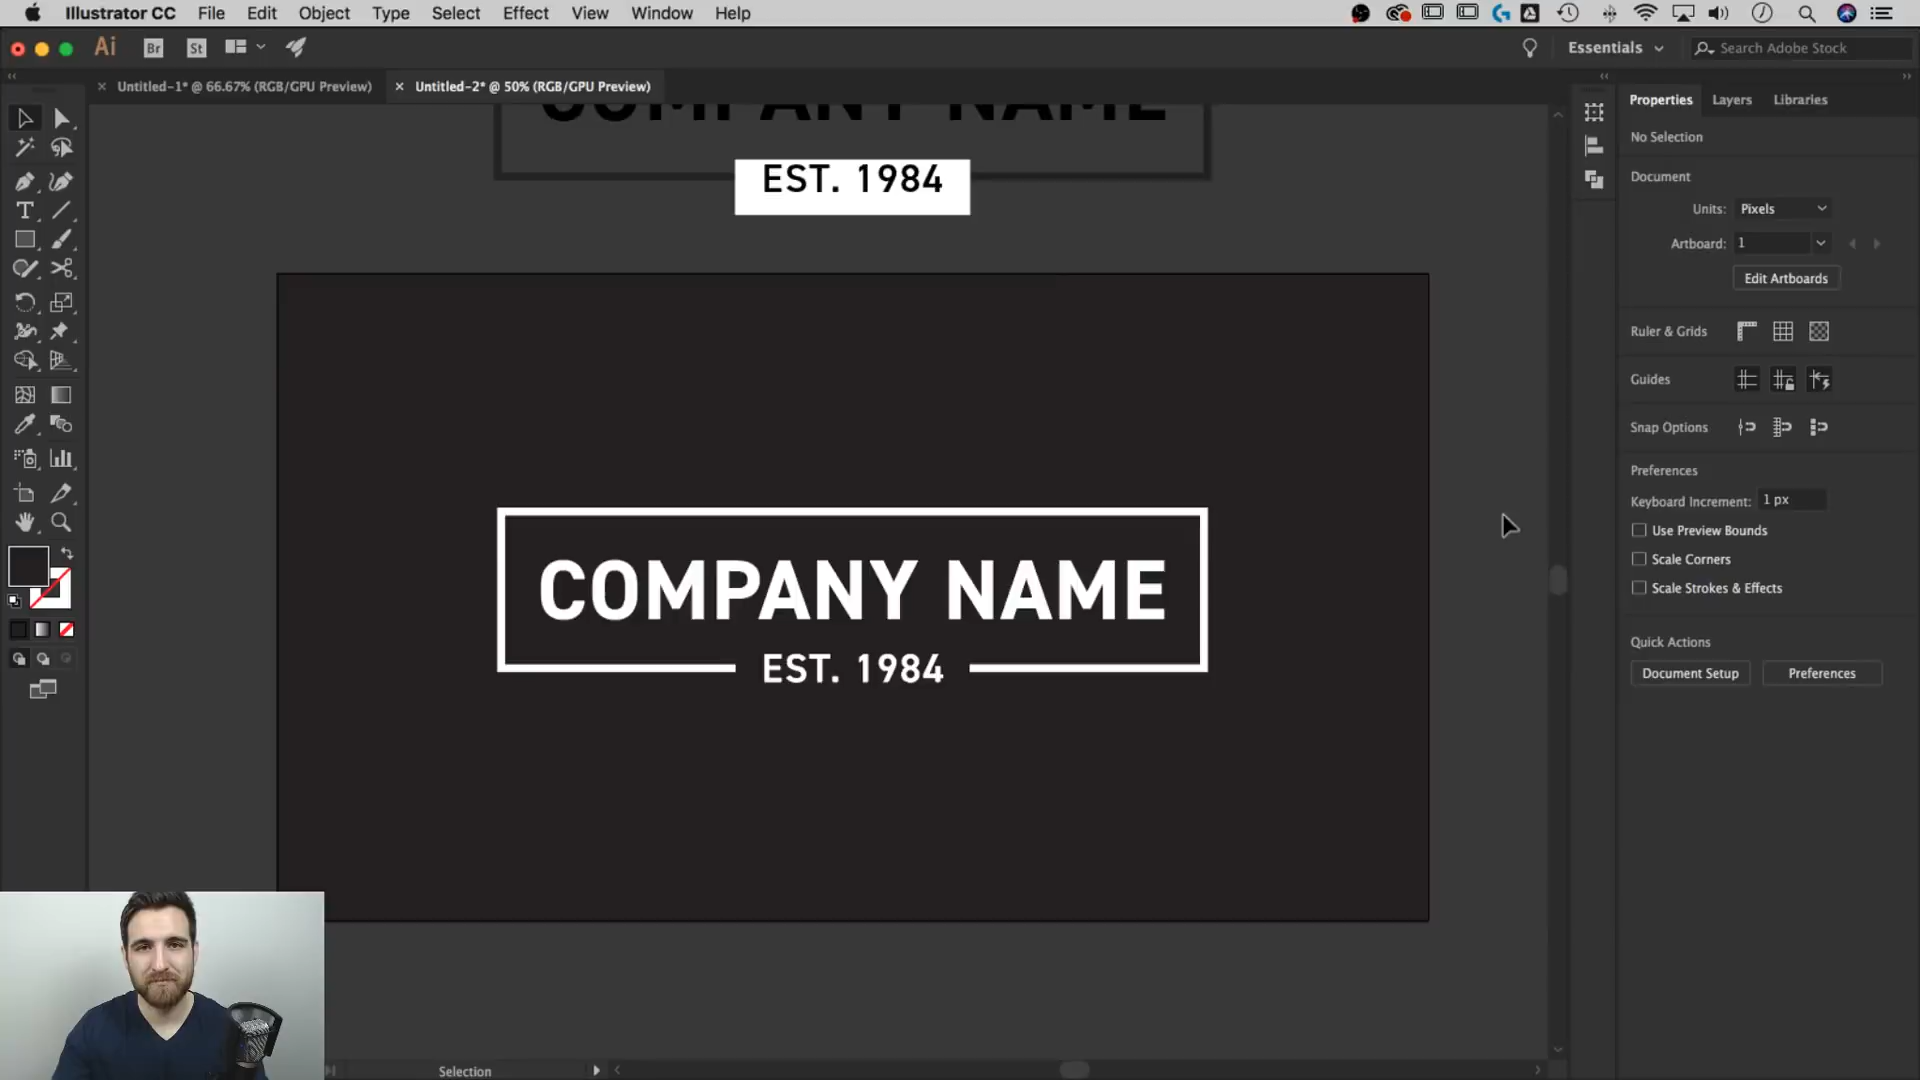 Illustrator CC File Edit Object Type Select Effect View Window Help
Ai Br St Essentials Search Adobe Stock
Untitled-1* @ 66.67% (RGB/GPU Preview) Untitled-2* @ 50% (RGB/GPU Preview)
Properties Layers Libraries
COMPANY NAME
EST. 1984
No Selection
Document
Units: Pixels
Artboard: 1
Edit Artboards
Ruler & Grids
Guides
Snap Options
Preferences
Keyboard Increment: 1 px
Use Preview Bounds
Scale Corners
Scale Strokes & Effects
Quick Actions
Document Setup Preferences
COMPANY NAME
EST. 1984
Selection